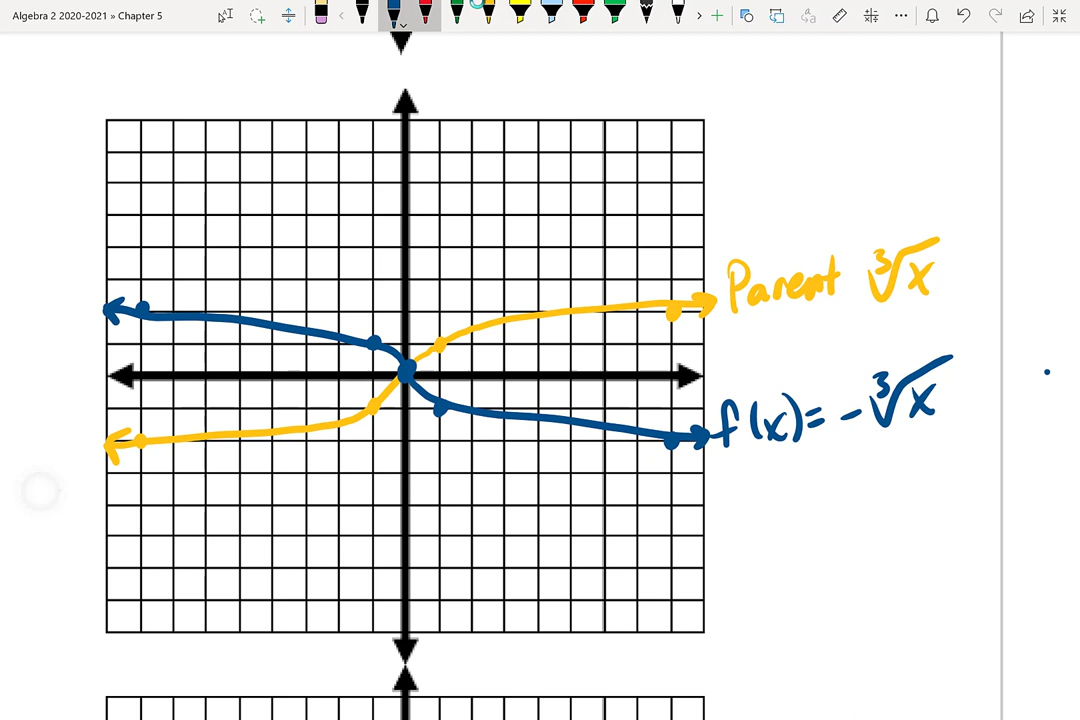 Algebra 2 2020-2021 » Chapter 5
Parent ∛x
f(x) = -∛x